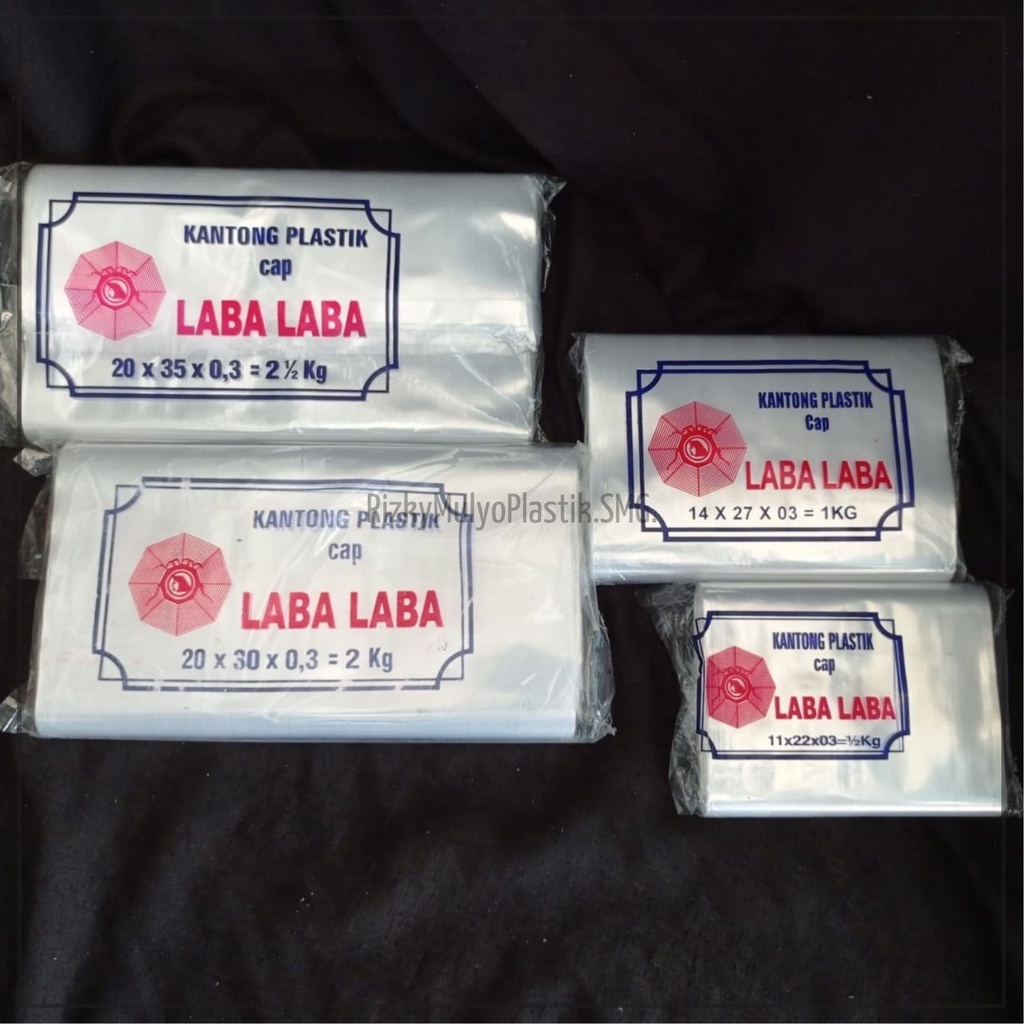 KANTONG PLASTIK
cap
LABA LABA
20 x 35 x 0,3 = 2 ½ Kg
KANTONG PLASTIK
cap
LABA LABA
20 x 30 x 0,3 = 2 Kg
RizkyMulyoPlastik.SMG.
KANTONG PLASTIK
Cap
LABA LABA
14 X 27 X 03 = 1KG
KANTONG PLASTIK
cap
LABA LABA
11x22x03=½Kg